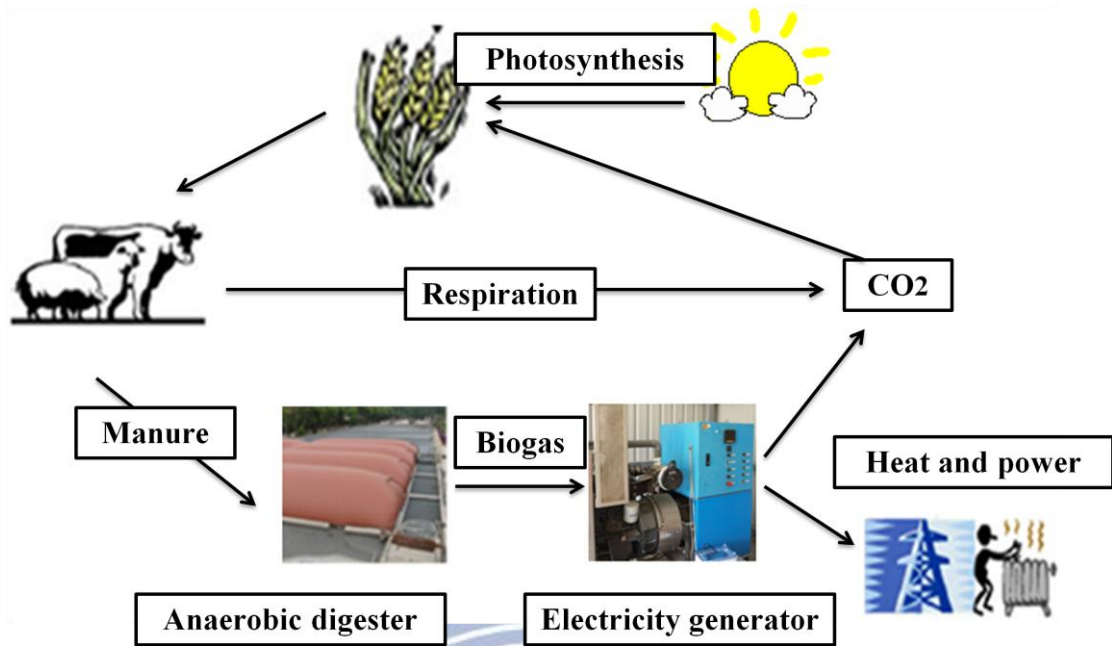 Photosynthesis
Respiration
CO2
Manure
Biogas
Heat and power
Anaerobic digester
Electricity generator